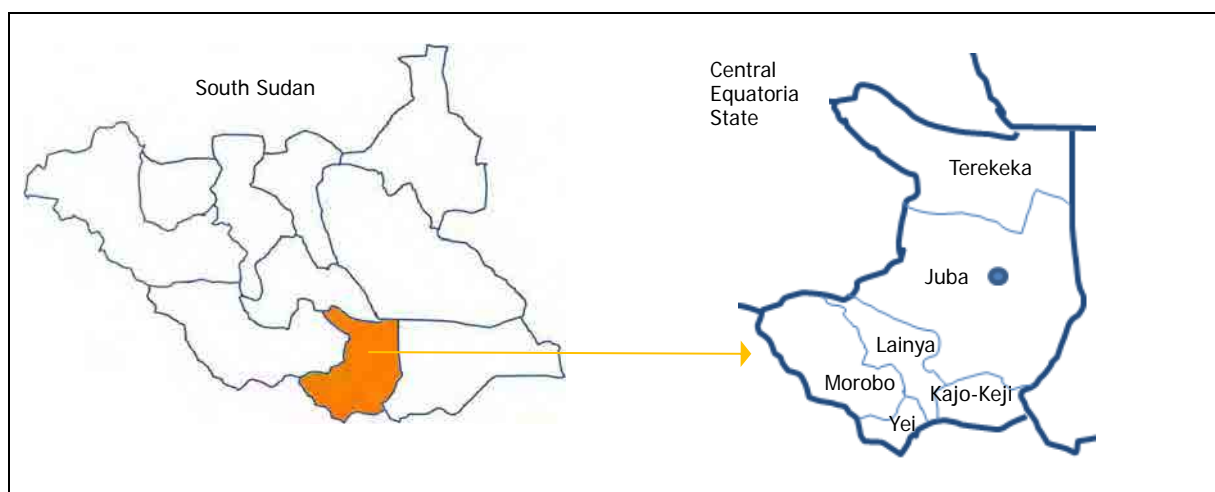 South Sudan
Central
Equatoria
State
Terekeka
Juba
Lainya
Morobo
Kajo-Keji
Yei